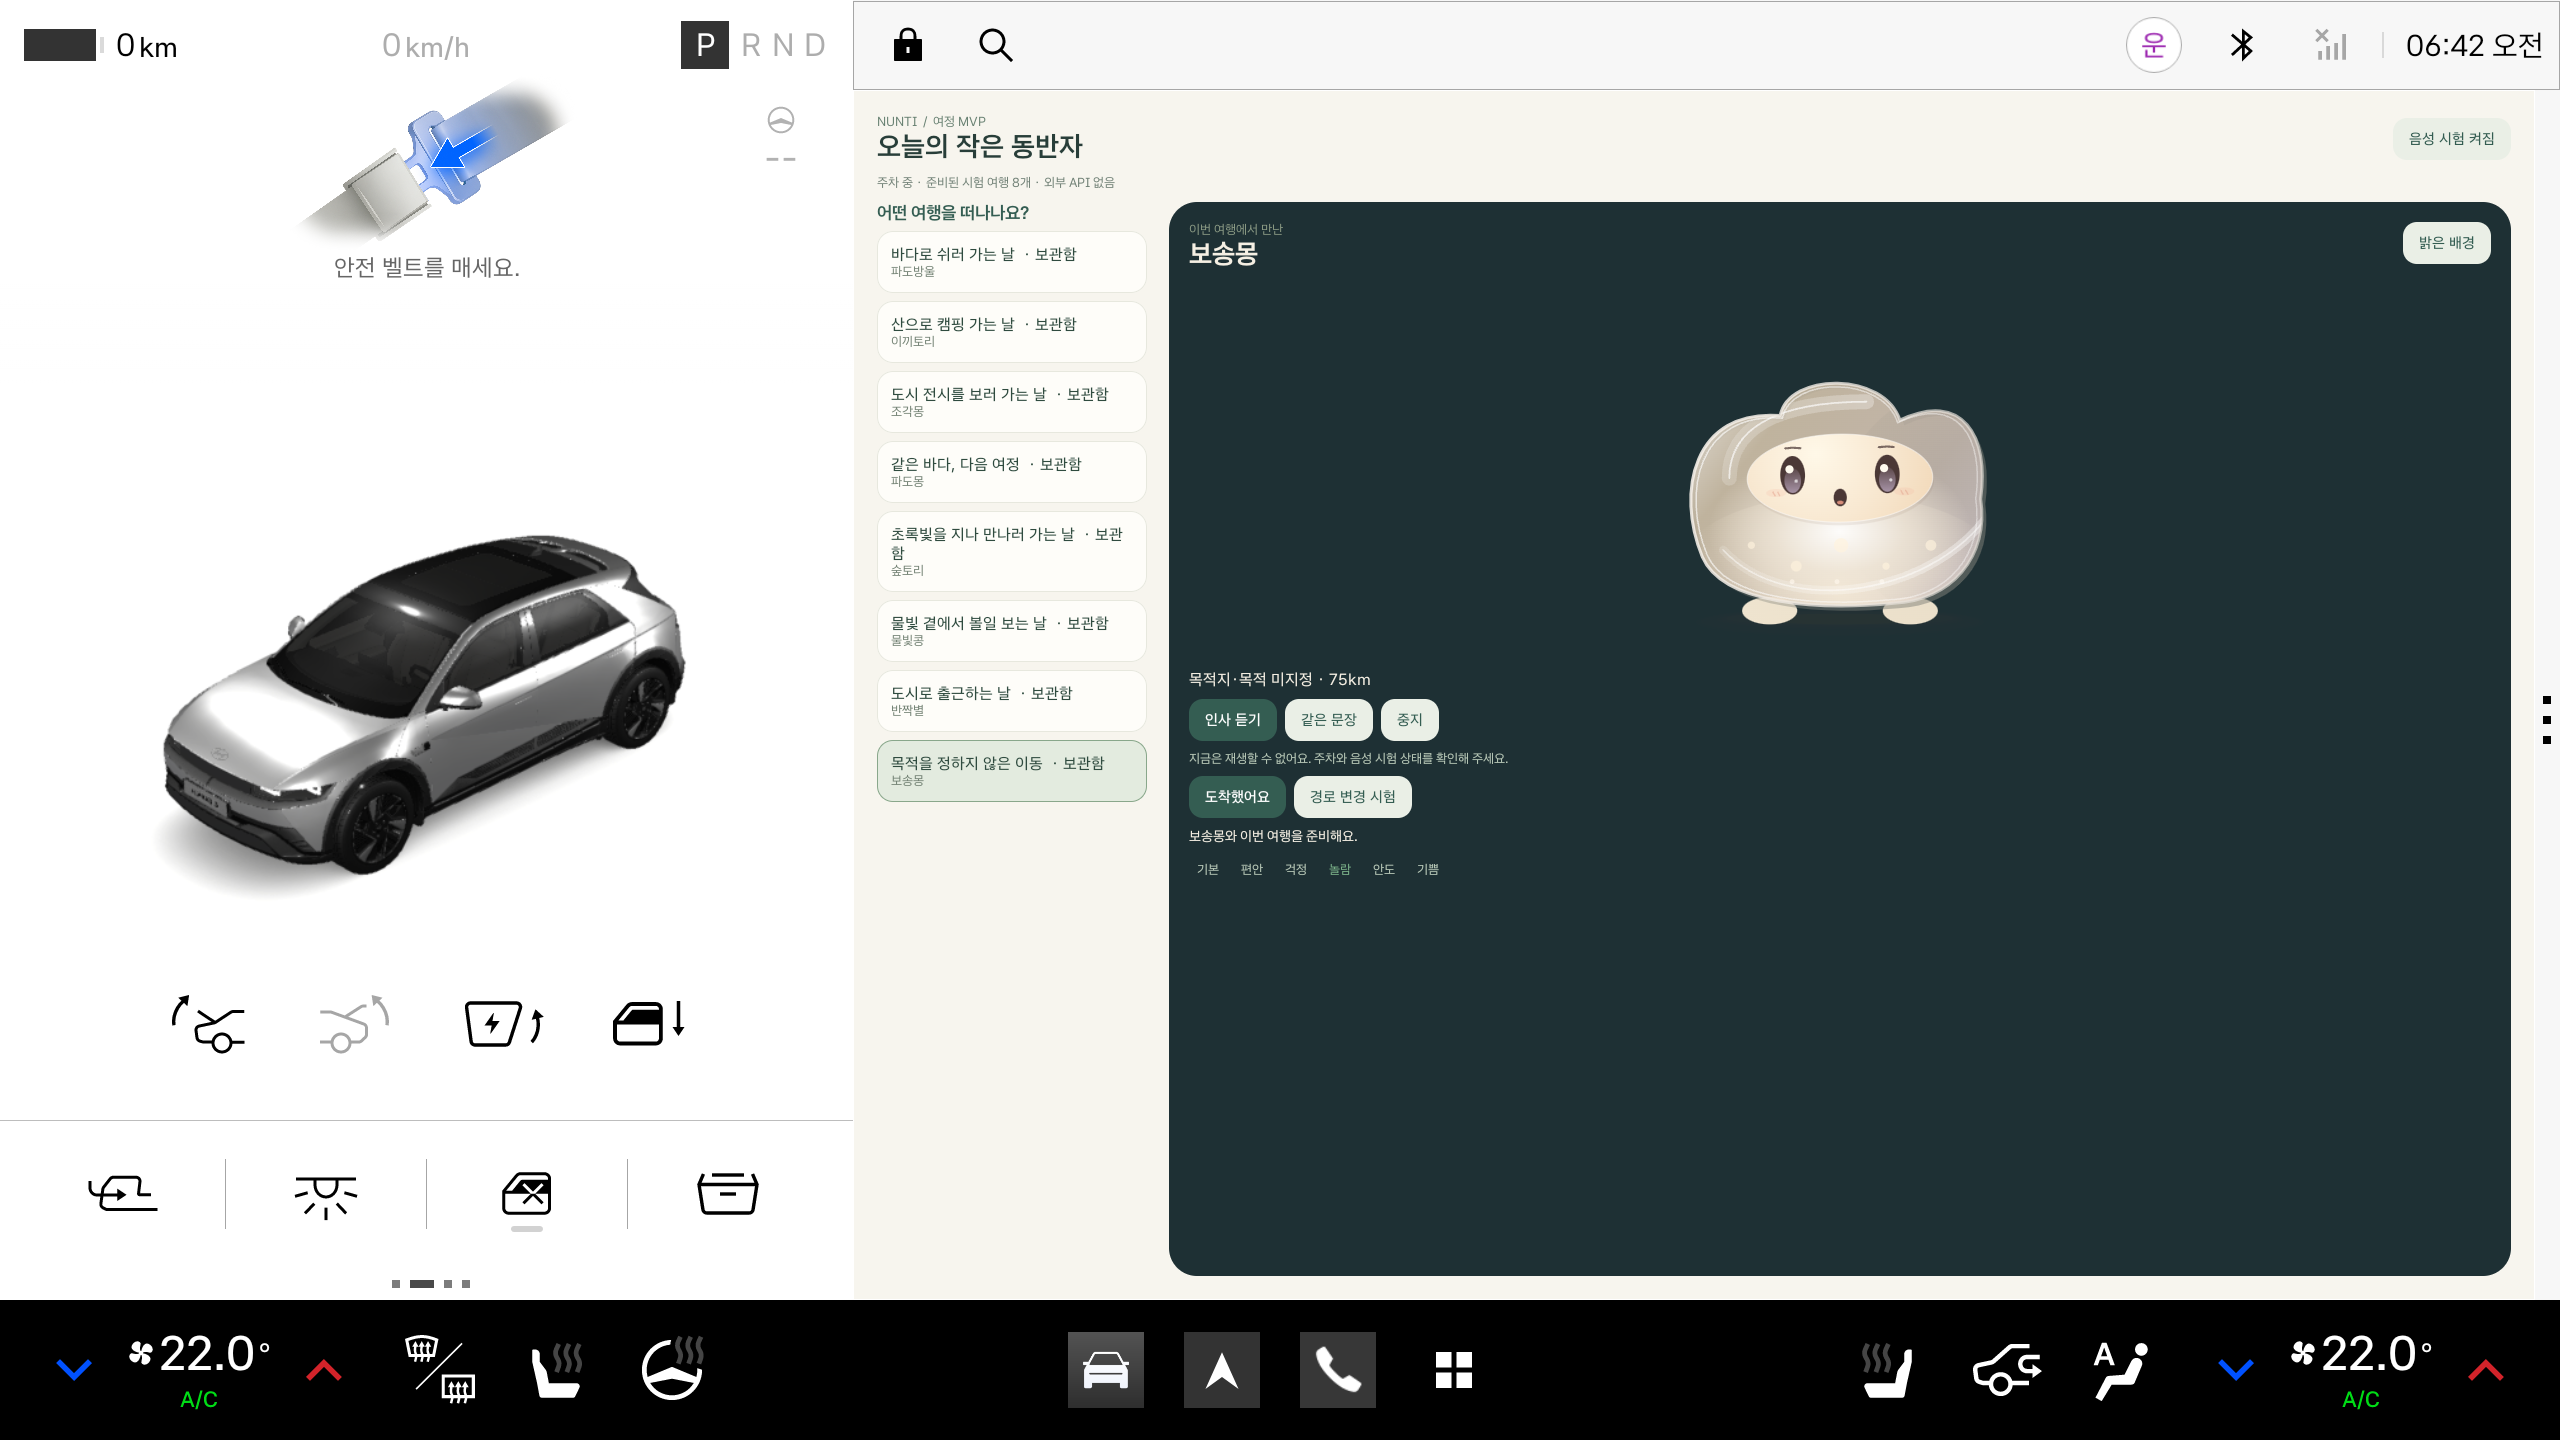 0 km
0 km/h
P R N D
운
06:42 오전
안전 벨트를 매세요.
NUNTI / 여정 MVP
오늘의 작은 동반자
음성 시험 켜짐
주차 중 · 준비된 시험 여행 8개 · 외부 API 없음
어떤 여행을 떠나나요?
바다로 쉬러 가는 날 · 보관함
파도방울
산으로 캠핑 가는 날 · 보관함
이끼토리
도시 전시를 보러 가는 날 · 보관함
조각몽
같은 바다, 다음 여정 · 보관함
파도몽
초록빛을 지나 만나러 가는 날 · 보관
함
숲토리
물빛 곁에서 볼일 보는 날 · 보관함
물빛콩
도시로 출근하는 날 · 보관함
반짝별
목적을 정하지 않은 이동 · 보관함
보송몽
이번 여행에서 만난
보송몽
밝은 배경
목적지·목적 미지정 · 75km
인사 듣기
같은 문장
중지
지금은 재생할 수 없어요. 주차와 음성 시험 상태를 확인해 주세요.
도착했어요
경로 변경 시험
보송몽와 이번 여행을 준비해요.
기본 편안 걱정 놀람 안도 기쁨
22.0°
A/C
A
22.0°
A/C